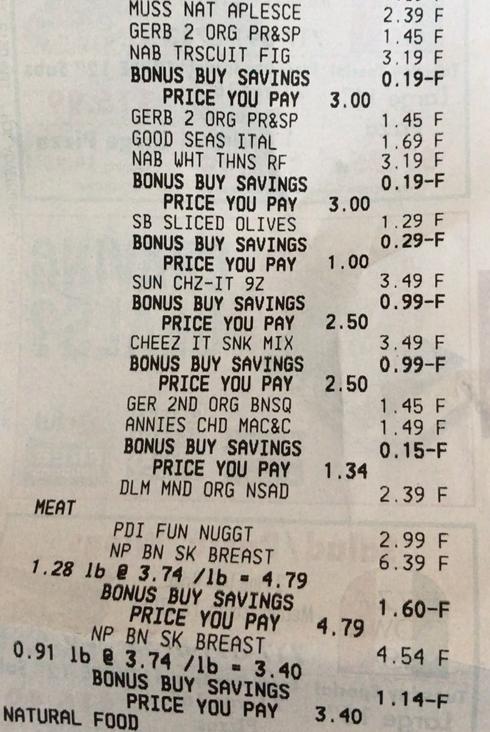 MUSS NAT APLESCE 2.39 F
GERB 2 ORG PR&SP 1.45 F
NAB TRSCUIT FIG 3.19 F
BONUS BUY SAVINGS 0.19-F
PRICE YOU PAY 3.00
GERB 2 ORG PR&SP 1.45 F
GOOD SEAS ITAL 1.69 F
NAB WHT THNS RF 3.19 F
BONUS BUY SAVINGS 0.19-F
PRICE YOU PAY 3.00
SB SLICED OLIVES 1.29 F
BONUS BUY SAVINGS 0.29-F
PRICE YOU PAY 1.00
SUN CHZ-IT 9Z 3.49 F
BONUS BUY SAVINGS 0.99-F
PRICE YOU PAY 2.50
CHEEZ IT SNK MIX 3.49 F
BONUS BUY SAVINGS 0.99-F
PRICE YOU PAY 2.50
GER 2ND ORG BNSQ 1.45 F
ANNIES CHD MAC&C 1.49 F
BONUS BUY SAVINGS 0.15-F
PRICE YOU PAY 1.34
DLM MND ORG NSAD 2.39 F
MEAT
PDI FUN NUGGT 2.99 F
NP BN SK BREAST 6.39 F
1.28 lb @ 3.74 /lb = 4.79
BONUS BUY SAVINGS 1.60-F
PRICE YOU PAY 4.79
NP BN SK BREAST 4.54 F
0.91 lb @ 3.74 /lb = 3.40
BONUS BUY SAVINGS 1.14-F
PRICE YOU PAY 3.40
NATURAL FOOD